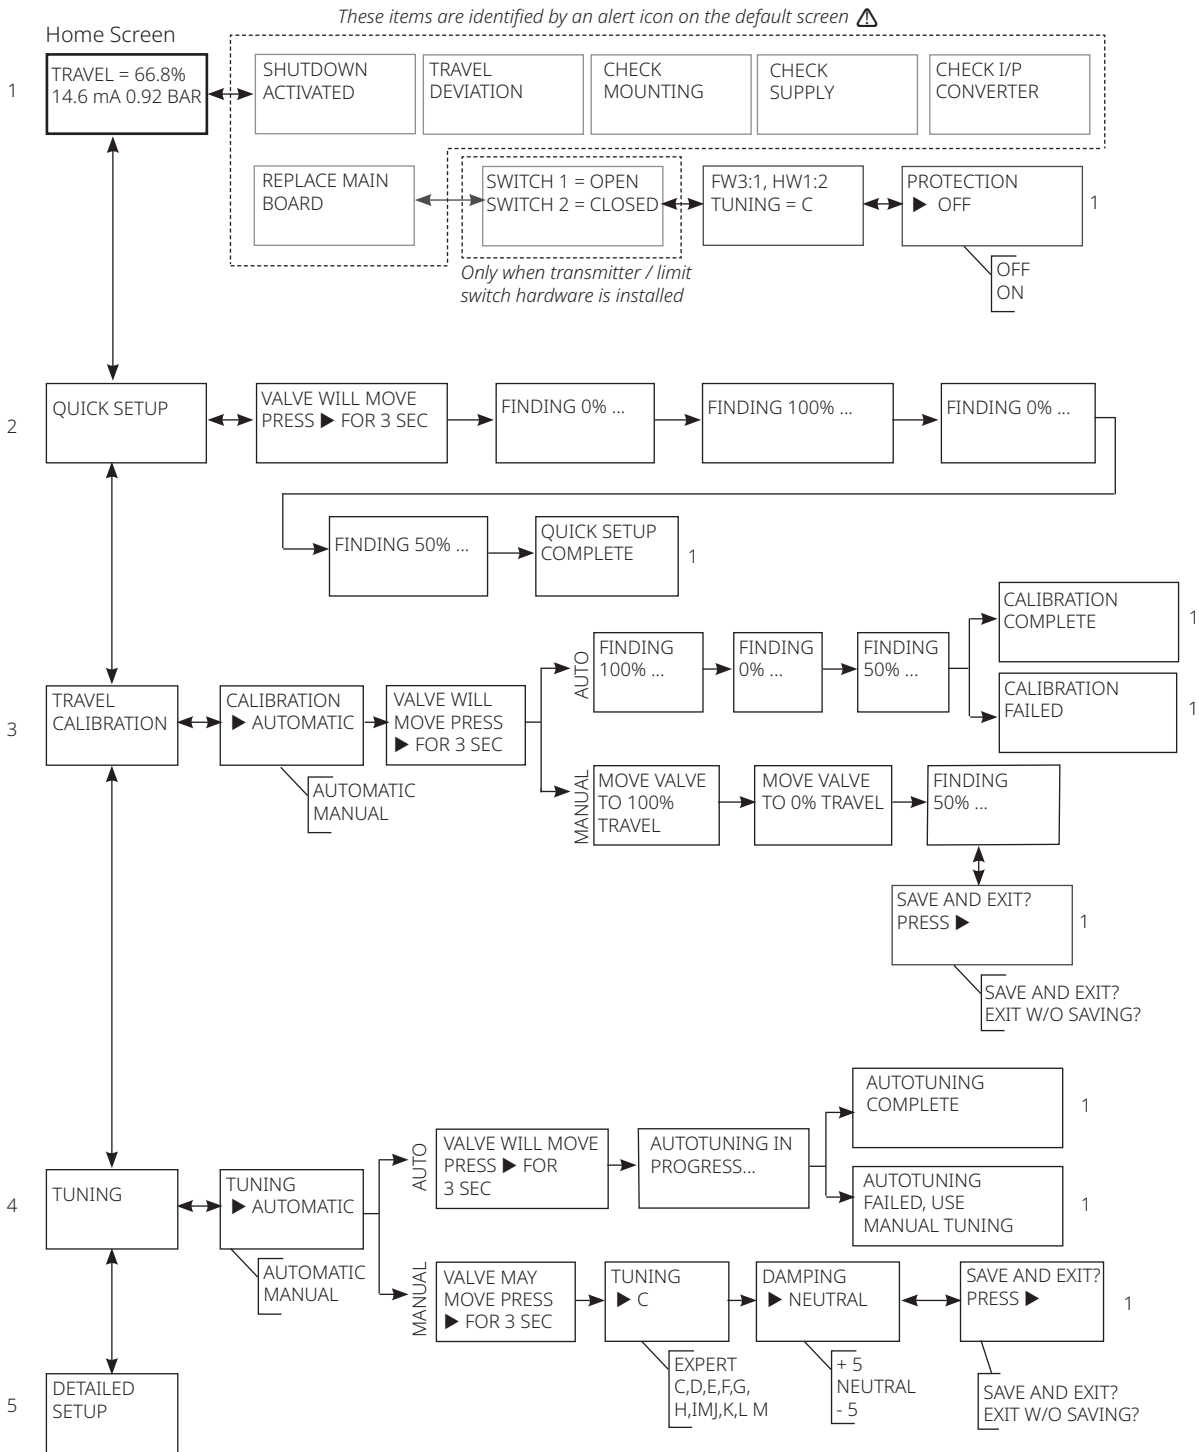 These items are identified by an alert icon on the default screen
Home Screen
1
TRAVEL = 66.8%
14.6 mA 0.92 BAR
SHUTDOWN
ACTIVATED
TRAVEL
DEVIATION
CHECK
MOUNTING
CHECK
SUPPLY
CHECK I/P
CONVERTER
REPLACE MAIN
BOARD
SWITCH 1 = OPEN
SWITCH 2 = CLOSED
FW3:1, HW1:2
TUNING = C
PROTECTION
▶ OFF
1
Only when transmitter / limit
switch hardware is installed
OFF
ON
2
QUICK SETUP
VALVE WILL MOVE
PRESS ▶ FOR 3 SEC
FINDING 0% ...
FINDING 100% ...
FINDING 0% ...
FINDING 50% ...
QUICK SETUP
COMPLETE
1
3
TRAVEL
CALIBRATION
CALIBRATION
▶ AUTOMATIC
AUTOMATIC
MANUAL
VALVE WILL
MOVE PRESS
▶ FOR 3 SEC
AUTO
FINDING
100% ...
FINDING
0% ...
FINDING
50% ...
CALIBRATION
COMPLETE
1
CALIBRATION
FAILED
1
MANUAL
MOVE VALVE
TO 100%
TRAVEL
MOVE VALVE
TO 0% TRAVEL
FINDING
50% ...
SAVE AND EXIT?
PRESS ▶
1
SAVE AND EXIT?
EXIT W/O SAVING?
4
TUNING
TUNING
▶ AUTOMATIC
AUTOMATIC
MANUAL
AUTO
VALVE WILL MOVE
PRESS ▶ FOR
3 SEC
AUTOTUNING IN
PROGRESS...
AUTOTUNING
COMPLETE
1
AUTOTUNING
FAILED, USE
MANUAL TUNING
1
MANUAL
VALVE MAY
MOVE PRESS
▶ FOR 3 SEC
TUNING
▶ C
EXPERT
C,D,E,F,G,
H,IMJ,K,L M
DAMPING
▶ NEUTRAL
+ 5
NEUTRAL
- 5
SAVE AND EXIT?
PRESS ▶
1
SAVE AND EXIT?
EXIT W/O SAVING?
5
DETAILED
SETUP